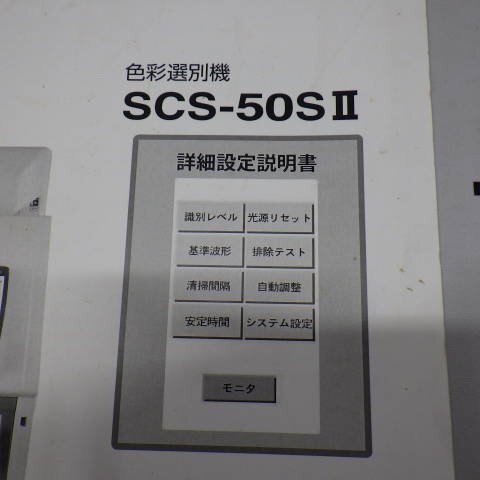 色彩選別機
SCS-50SⅡ
詳細設定説明書
識別レベル 光源リセット
基準波形 排除テスト
清掃間隔 自動調整
安定時間 システム設定
モニタ